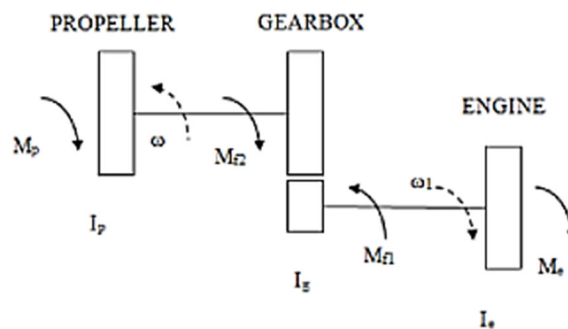 PROPELLER GEARBOX
ENGINE
Mp ω Mf2 ω1
Mf1 Me
Ip Ig Ie